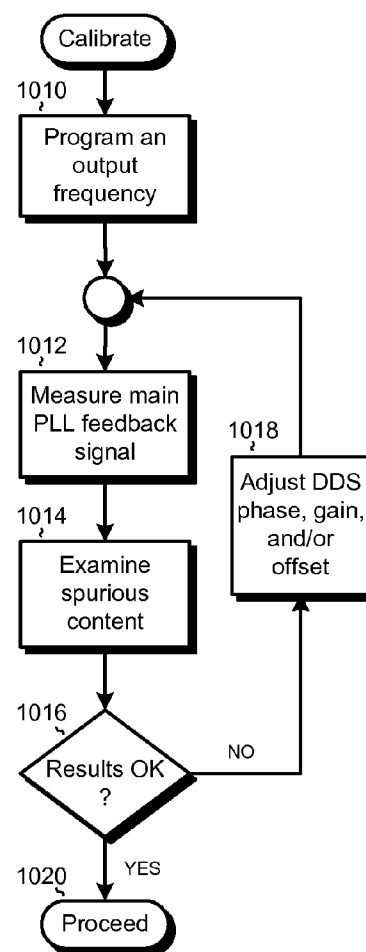 Calibrate
1010
Program an
output
frequency
1012
Measure main
PLL feedback
signal
1018
Adjust DDS
phase, gain,
and/or
offset
1014
Examine
spurious
content
1016
Results OK
?
NO
YES
1020
Proceed